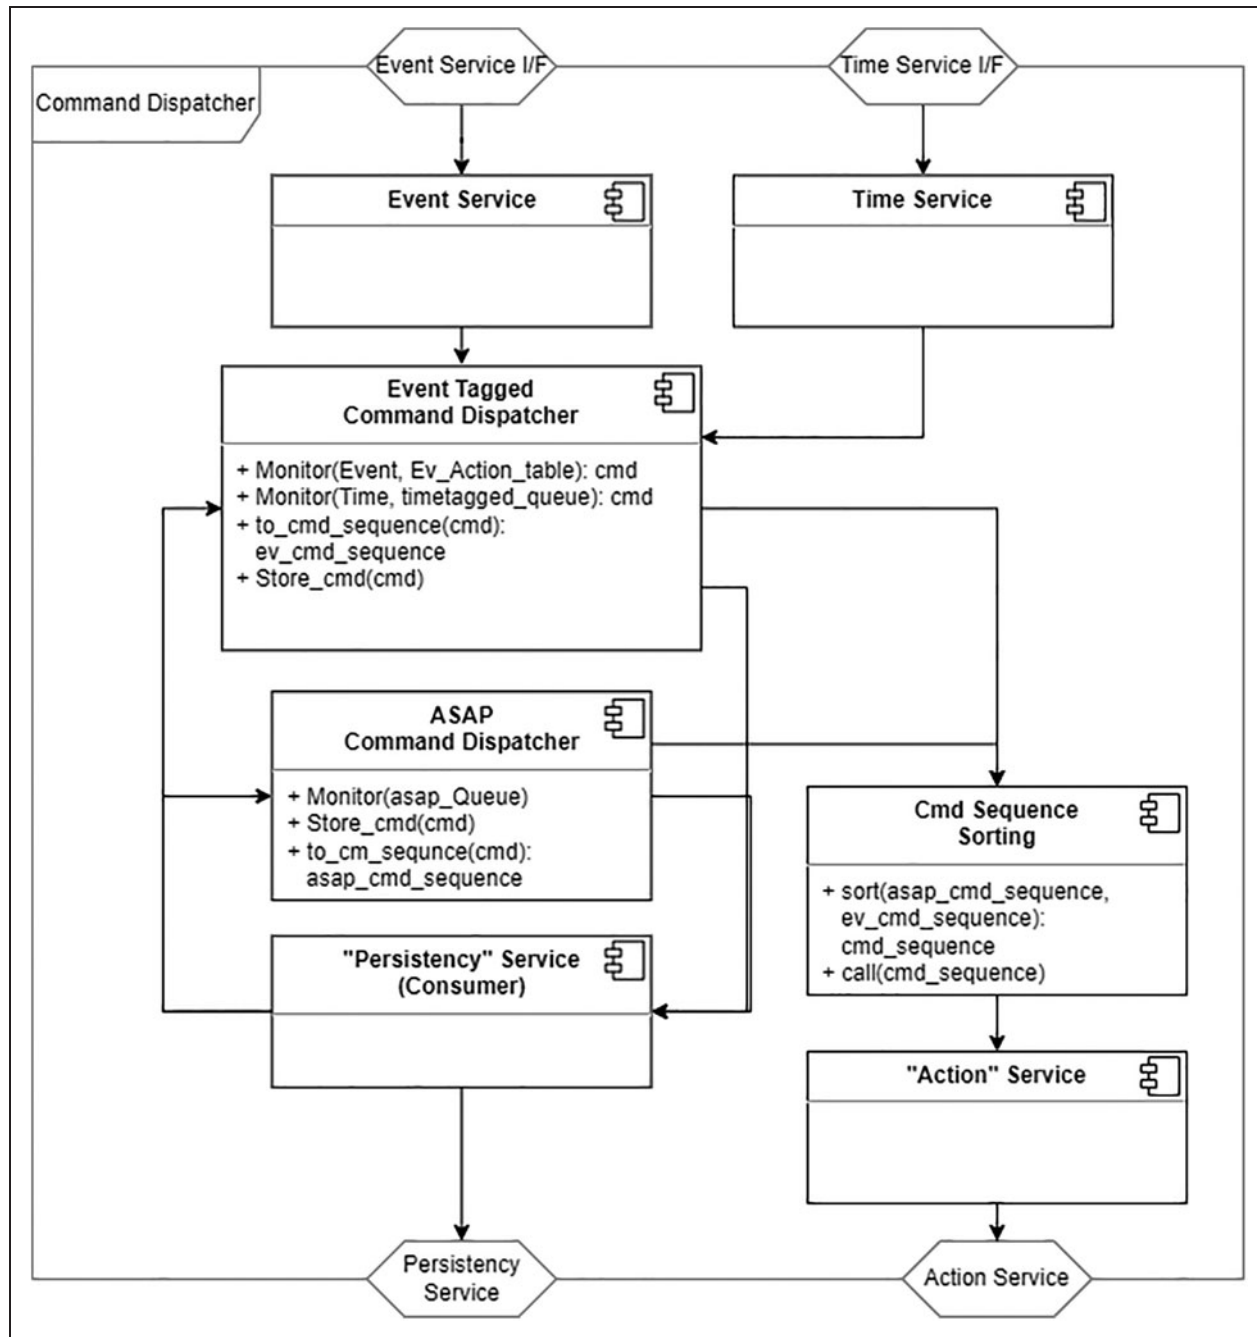 Event Service I/F
Time Service I/F
Command Dispatcher
Event Service
Time Service
Event Tagged
Command Dispatcher
+ Monitor(Event, Ev_Action_table): cmd
+ Monitor(Time, timetagged_queue): cmd
+ to_cmd_sequence(cmd):
ev_cmd_sequence
+ Store_cmd(cmd)
ASAP
Command Dispatcher
+ Monitor(asap_Queue)
+ Store_cmd(cmd)
+ to_cm_sequnce(cmd):
asap_cmd_sequence
Cmd Sequence
Sorting
+ sort(asap_cmd_sequence,
ev_cmd_sequence):
cmd_sequence
+ call(cmd_sequence)
"Persistency" Service
(Consumer)
"Action" Service
Persistency
Service
Action Service